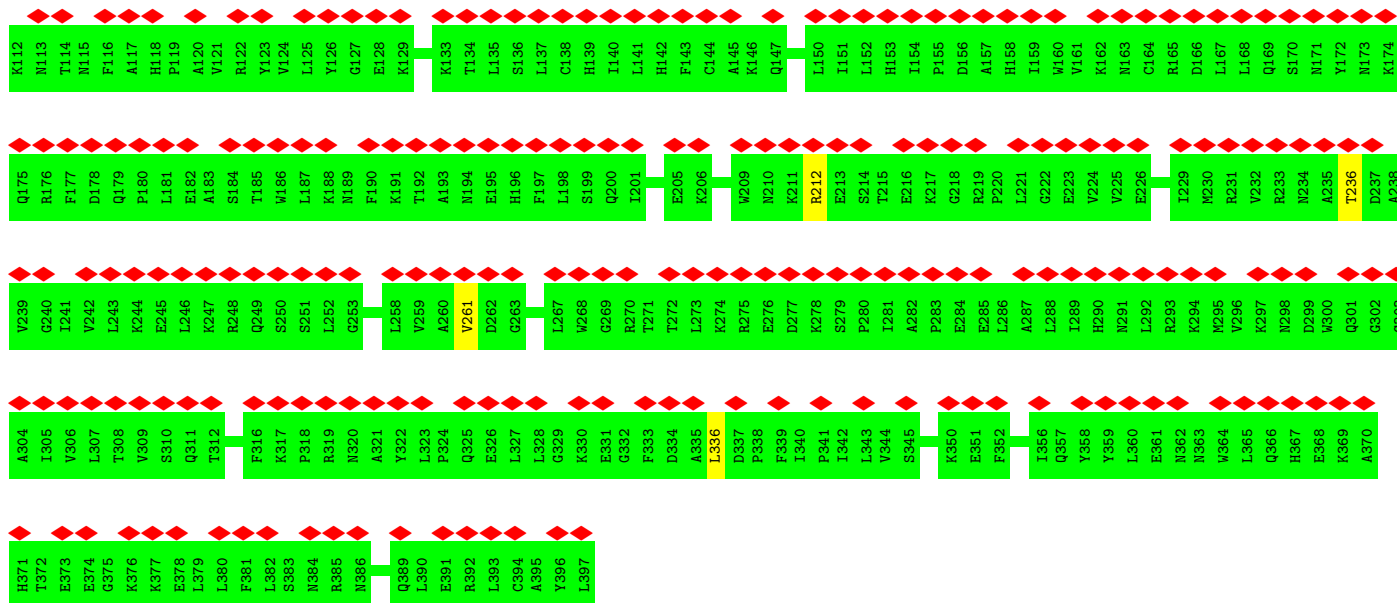 K112 N113 T114 N115 F116 A117 H118 P119 A120 V121 R122 Y123 V124 L125 Y126 G127 E128 K129 K133 T134 L135 S136 L137 C138 H139 I140 L141 H142 F143 C144 A145 K146 Q147 L150 I151 L152 H153 I154 P155 D156 A157 H158 I159 W160 V161 K162 N163 C164 R165 D166 L167 L168 Q169 S170 N171 Y172 N173 K174
Q175 R176 F177 D178 Q179 P180 L181 E182 A183 S184 T185 W186 L187 K188 N189 F190 K191 T192 A193 N194 E195 H196 F197 L198 S199 Q200 I201 E205 K206 W209 N210 K211 R212 E213 S214 T215 E216 K217 G218 R219 P220 L221 G222 E223 V224 V225 E226 I229 M230 R231 V232 R233 N234 A235 T236 D237 A238
V239 G240 I241 V242 L243 K244 E245 L246 K247 R248 Q249 S250 S251 L252 G253 L258 V259 A260 V261 D262 G263 L267 W268 G269 R270 T271 T272 L273 K274 R275 E276 D277 K278 S279 P280 I281 A282 P283 E284 E285 L286 A287 L288 I289 H290 N291 L292 R293 K294 M295 V296 K297 N298 D299 W300 Q301 G302
A304 I305 V306 L307 T308 V309 S310 Q311 T312 F316 K317 P318 R319 N320 A321 Y322 L323 P324 Q325 E326 L327 L328 G329 K330 E331 G332 F333 D334 A335 L336 D337 P338 F339 I340 P341 I342 L343 V344 S345 K350 E351 F352 I356 Q357 Y358 Y359 L360 E361 N362 N363 W364 L365 Q366 H367 E368 K369 A370
H371 T372 E373 E374 G375 K376 K377 E378 L379 L380 F381 L382 S383 N384 R385 N386 Q389 L390 E391 R392 L393 C394 A395 Y396 L397